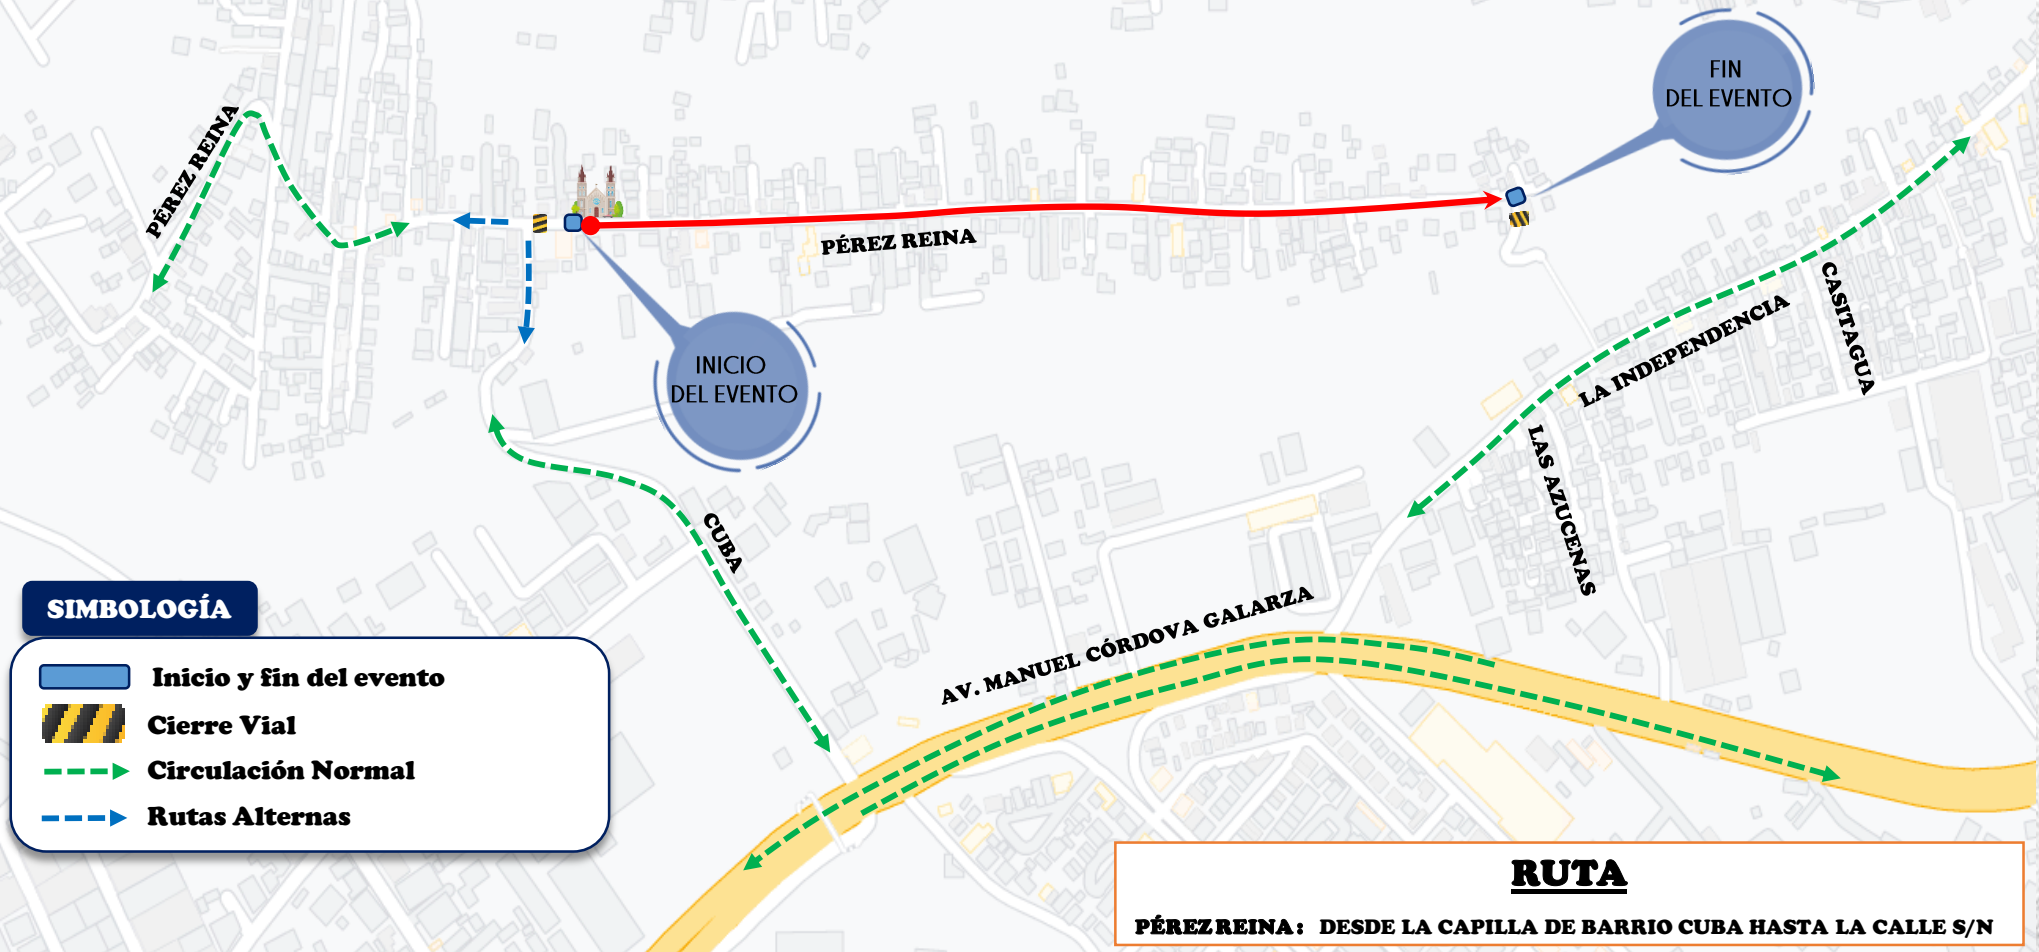 FIN
DEL EVENTO
PÉREZ REINA
PÉREZ REINA
CASITAGUA
LA INDEPENDENCIA
INICIO
DEL EVENTO
LAS AZUCENAS
CUBA
AV. MANUEL CÓRDOVA GALARZA
SIMBOLOGÍA
Inicio y fin del evento
Cierre Vial
Circulación Normal
Rutas Alternas
RUTA
PÉREZ REINA: DESDE LA CAPILLA DE BARRIO CUBA HASTA LA CALLE S/N